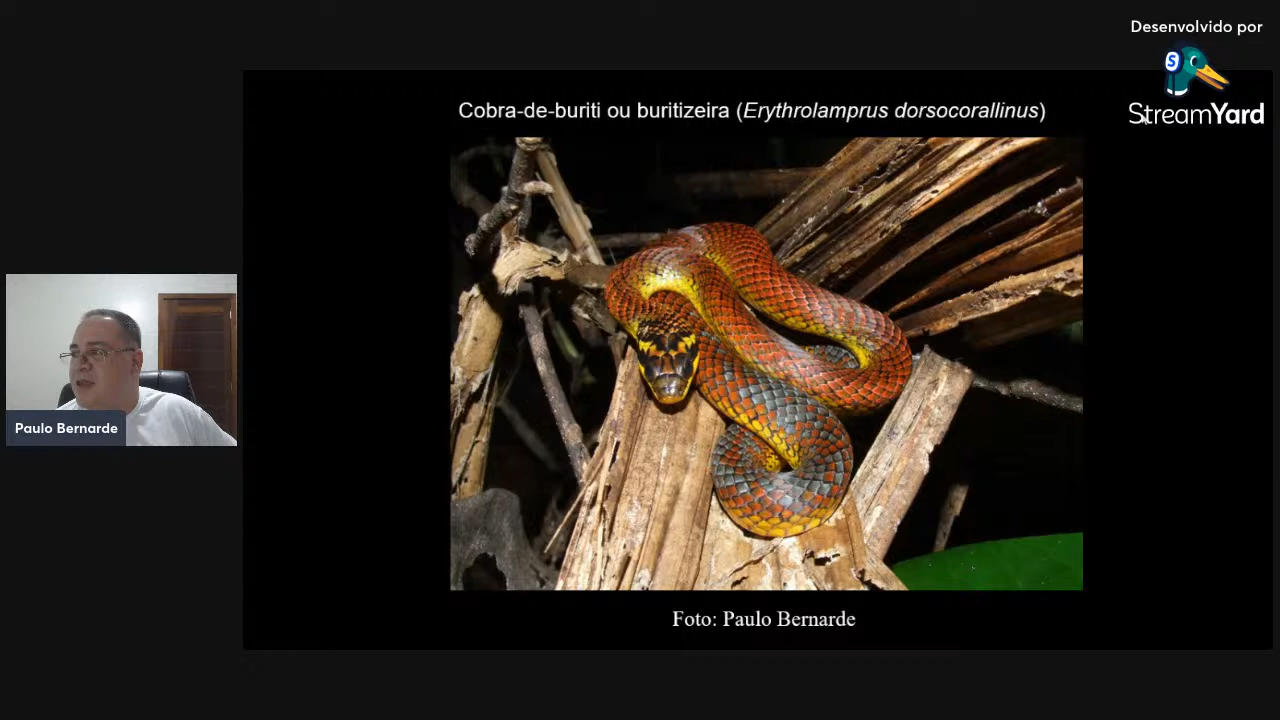 Desenvolvido por
S
StreamYard
Cobra-de-buriti ou buritizeira (Erythrolamprus dorsocorallinus)
Paulo Bernarde
Foto: Paulo Bernarde